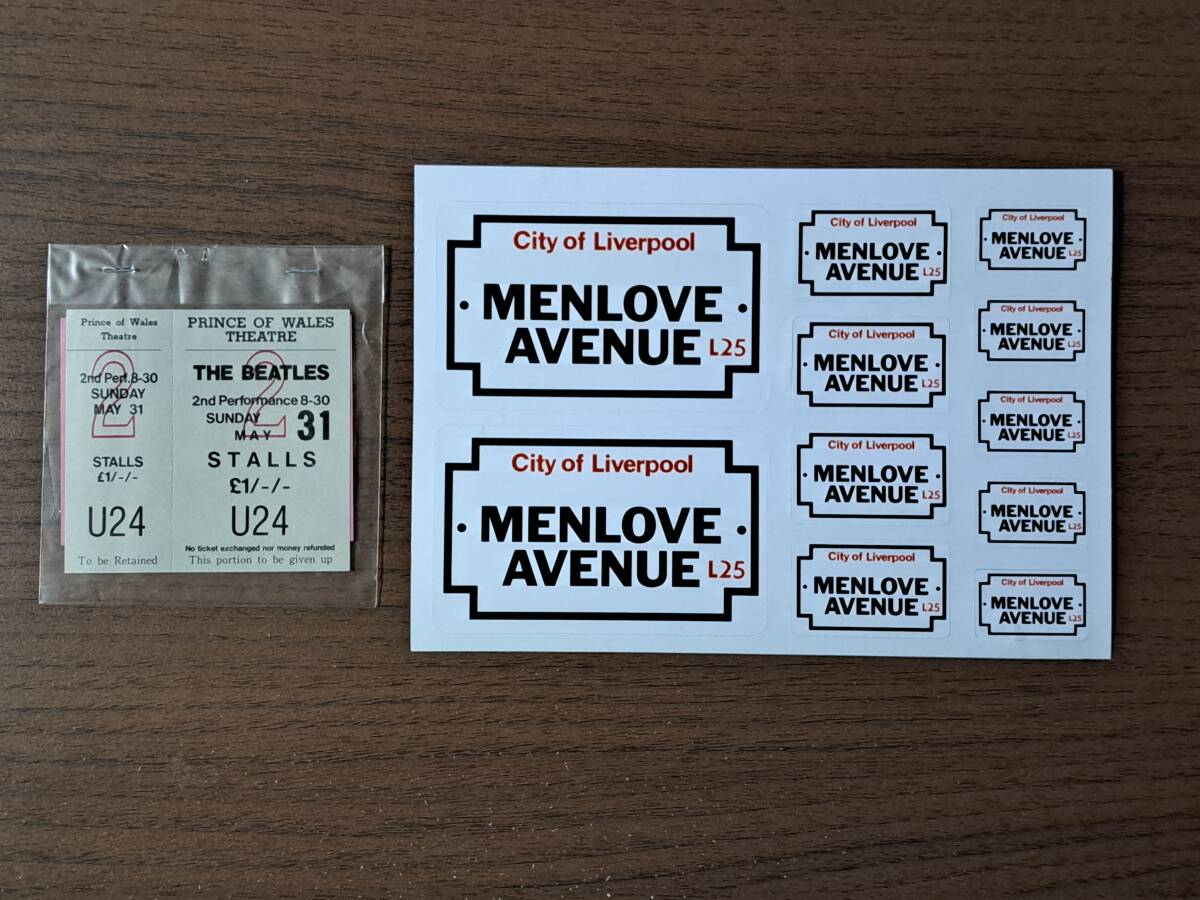 Prince of Wales
Theatre
2
2nd Perf. 8-30
SUNDAY
MAY 31
STALLS
£1/-/-
U24
To be Retained
PRINCE OF WALES
THEATRE
2
THE BEATLES
2nd Performance 8-30
SUNDAY
MAY 31
STALLS
£1/-/-
U24
No ticket exchanged nor money refunded
This portion to be given up
City of Liverpool
MENLOVE
AVENUE L25
City of Liverpool
MENLOVE
AVENUE L25
City of Liverpool
MENLOVE
AVENUE L25
City of Liverpool
MENLOVE
AVENUE L25
City of Liverpool
MENLOVE
AVENUE L25
City of Liverpool
MENLOVE
AVENUE L25
City of Liverpool
MENLOVE
AVENUE L25
City of Liverpool
MENLOVE
AVENUE L25
City of Liverpool
MENLOVE
AVENUE L25
City of Liverpool
MENLOVE
AVENUE L25
City of Liverpool
MENLOVE
AVENUE L25